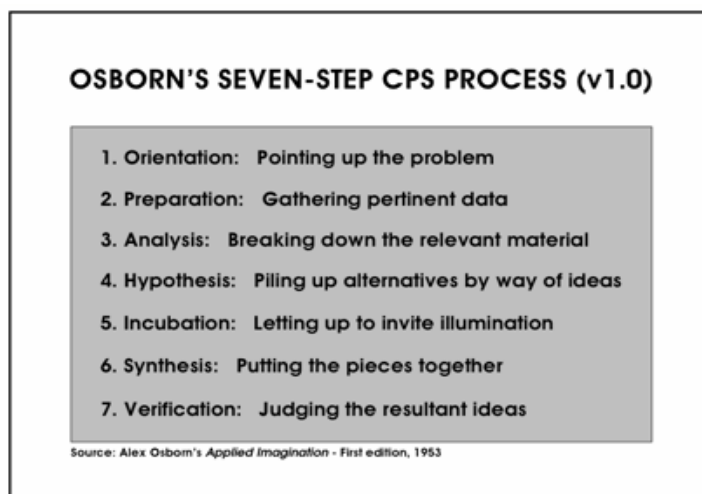 OSBORN'S SEVEN-STEP CPS PROCESS (v1.0)
1. Orientation: Pointing up the problem
2. Preparation: Gathering pertinent data
3. Analysis: Breaking down the relevant material
4. Hypothesis: Piling up alternatives by way of ideas
5. Incubation: Letting up to invite illumination
6. Synthesis: Putting the pieces together
7. Verification: Judging the resultant ideas
Source: Alex Osborn's Applied Imagination - First edition, 1953